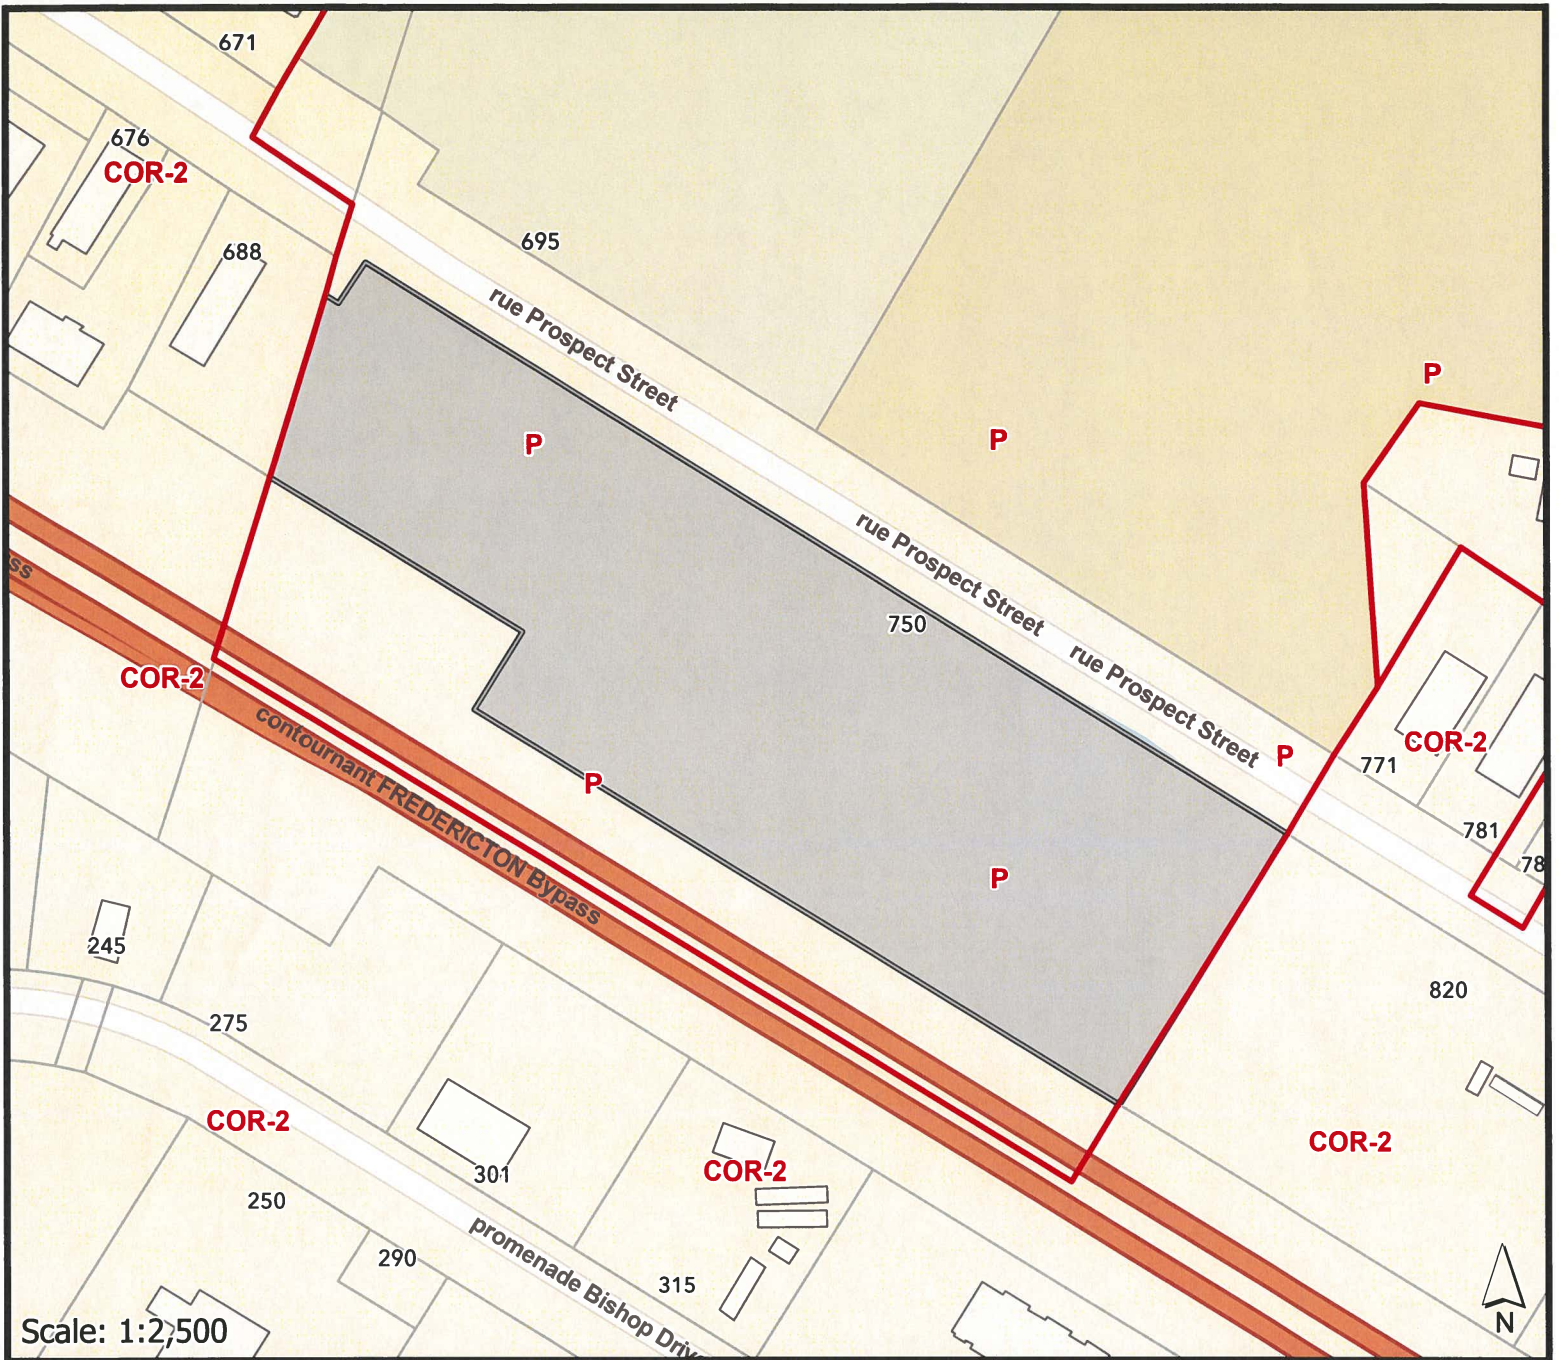 671
676
COR-2
688
695
rue Prospect Street
P
P
P
rue Prospect Street
750
rue Prospect Street
P
COR-2
771
781
78
ss
COR-2
contournant FREDERICTON Bypass
P
P
245
275
820
COR-2
COR-2
301
COR-2
250
290
315
promenade Bishop Drive
Scale: 1:2,500
N